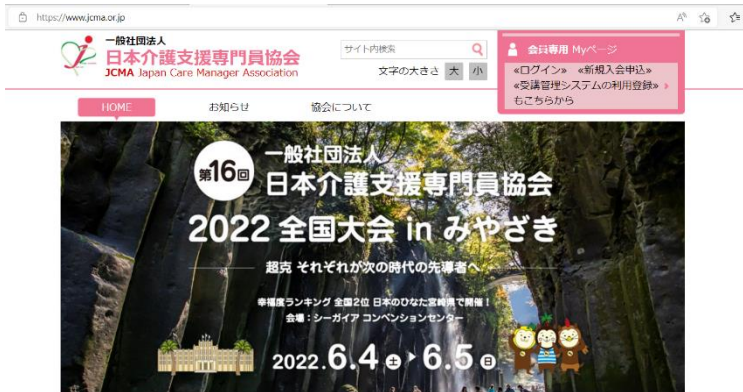 https://www.jcma.or.jp
一般社団法人
日本介護支援専門員協会
JCMA Japan Care Manager Association
サイト内検索
文字の大きさ 大 小
会員専用 Myページ
«ログイン» «新規入会申込»
«受講管理システムの利用登録»
もこちらから
HOME お知らせ 協会について
第16回
一般社団法人
日本介護支援専門員協会
2022 全国大会 in みやざき
超克 それぞれが次の時代の先導者へ
幸福度ランキング 全国2位 日本のひなた宮崎県で開催！
会場：シーガイア コンベンションセンター
2022.6.4土 6.5日